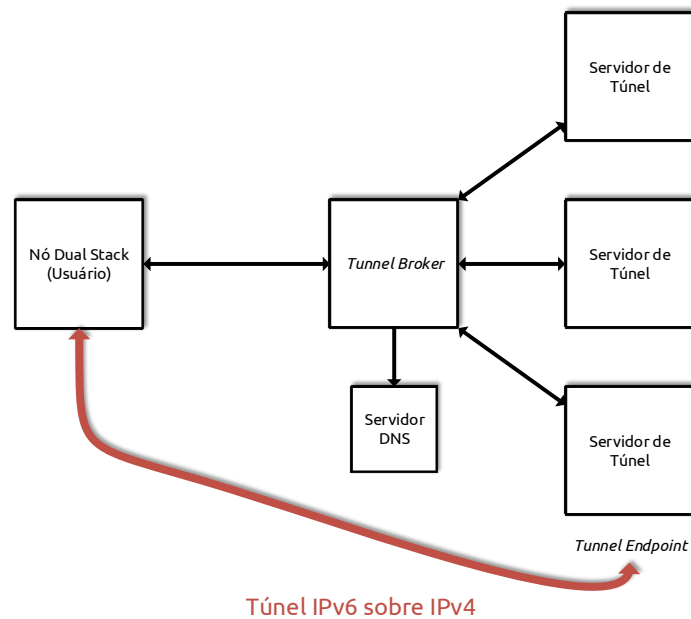 Servidor de
Túnel
Nó Dual Stack
(Usuário)
Tunnel Broker
Servidor de
Túnel
Servidor
DNS
Servidor de
Túnel
Tunnel Endpoint
Túnel IPv6 sobre IPv4